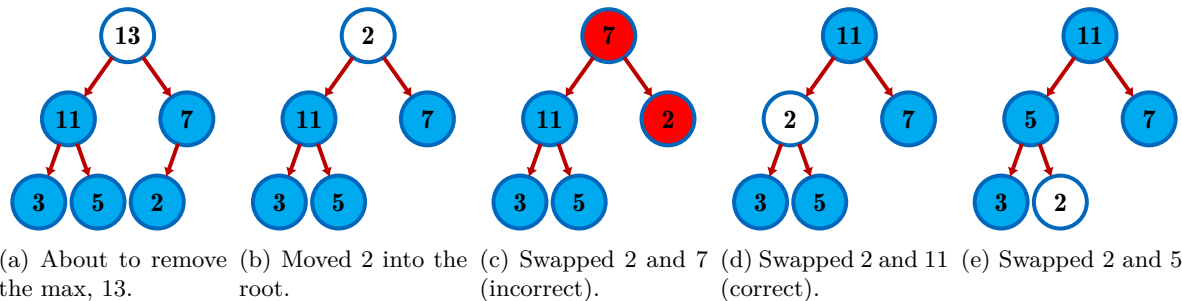 13
11 7
3 5 2
2
11 7
3 5
7
11 2
3 5
11
2 7
3 5
11
5 7
3 2
(a) About to remove
the max, 13.
(b) Moved 2 into the
root.
(c) Swapped 2 and 7
(incorrect).
(d) Swapped 2 and 11
(correct).
(e) Swapped 2 and 5